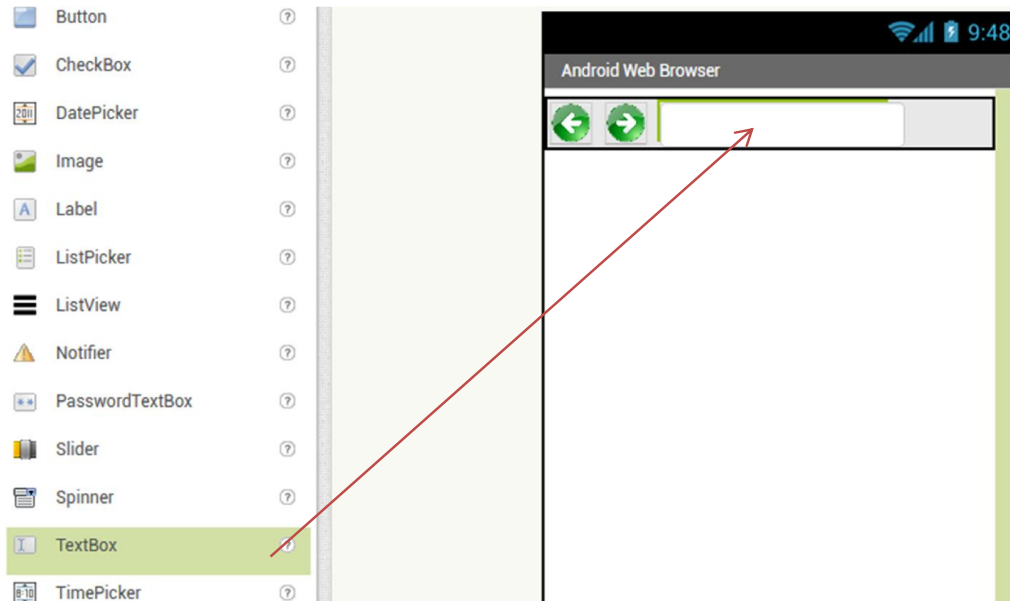 Button
CheckBox
DatePicker
Image
Label
ListPicker
ListView
Notifier
PasswordTextBox
Slider
Spinner
TextBox
TimePicker
9:48
Android Web Browser